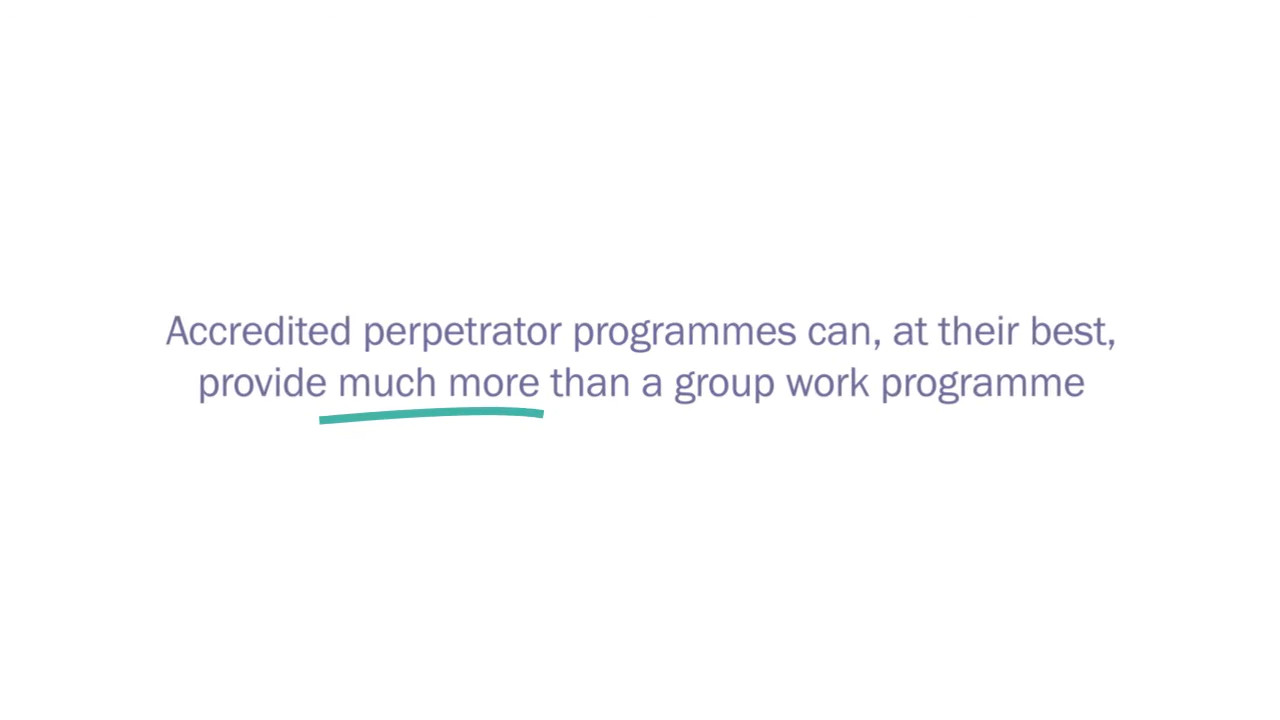 Accredited perpetrator programmes can, at their best,
provide much more than a group work programme